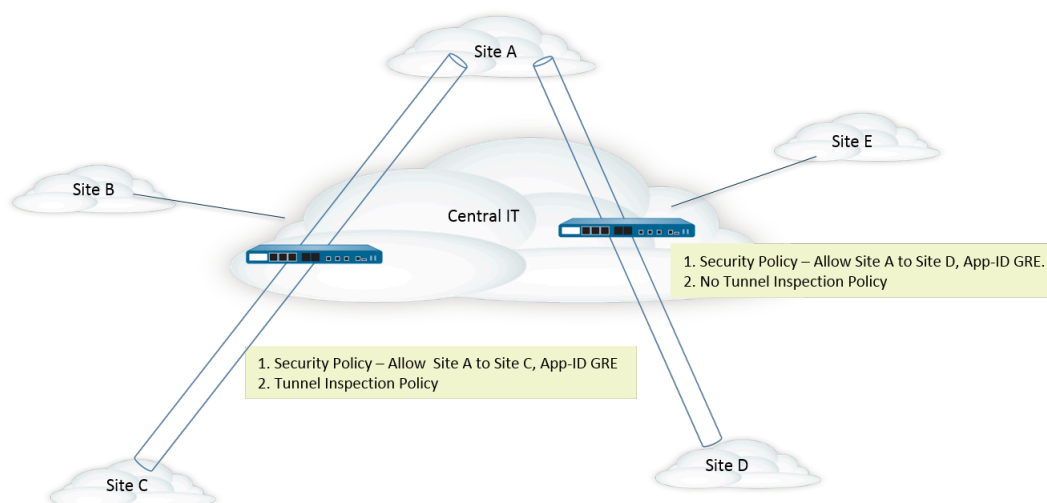 Site A
Site E
Site B
Central IT
1. Security Policy – Allow Site A to Site D, App-ID GRE.
2. No Tunnel Inspection Policy
1. Security Policy – Allow  Site A to Site C, App-ID GRE
2. Tunnel Inspection Policy
Site D
Site C